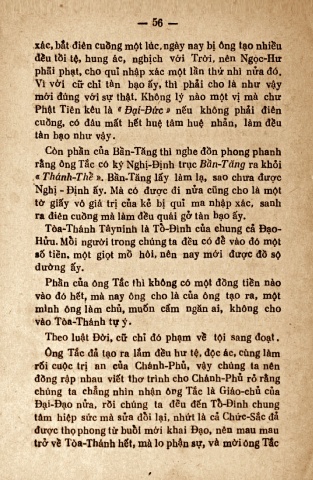 — 56 —
xác, bắt điên cuồng một lúc, ngày nay bị ông tạo nhiều
đều tồi tệ, hung ác, nghịch với Trời, nên Ngọc-Hư
phải phạt, cho quỉ nhập xác một lần thứ nhì nửa đó.
Vì với cử chỉ tàn bạo ấy, thì phải cho là như vậy
mới đúng với sự thật. Không lý nào một vị mà chư
Phật Tiên kêu là « Đại-Đức » nếu không phải điên
cuồng, có đâu mất hết huệ tâm huệ nhản, làm đều
tàn bạo như vậy.
Còn phần của Bần-Tăng thì nghe đồn phong phanh
rằng ông Tắc có ký Nghị-Định trục Bần-Tăng ra khỏi
« Thánh-Thể ». Bần-Tăng lấy làm lạ, sao chưa được
Nghị-Định ấy. Mà có được đi nửa cũng cho là một
tờ giấy vô giá trị của kẻ bị quỉ ma nhập xác, sanh
ra điên cuồng mà làm đều quái gở tàn bạo ấy.
Tòa-Thánh Tâyninh là Tổ-Đình của chung cả Đạo-
Hửu. Mỗi người trong chúng ta đều có để vào đó một
số tiền, một giọt mồ hôi, nên nay mới được đồ sộ
dường ấy.
Phần của ông Tắc thì không có một đồng tiền nào
vào đó hết, mà nay ông cho là của ông tạo ra, một
mình ông làm chủ, muốn cấm ngăn ai, không cho
vào Tòa-Thánh tự ý.
Theo luật Đời, cử chỉ đó phạm về tội sang đoạt.
Ông Tắc đả tạo ra lắm đều hư tệ, độc ác, cùng làm
rối cuộc trị an của Chánh-Phủ, vậy chúng ta nên
đồng rập nhau viết thơ trình cho Chánh-Phủ rỏ rằng
chúng ta chẳng nhìn nhận ông Tắc là Giáo-chủ của
Đại-Đạo nửa, rồi chúng ta đều đến Tổ-Đình chung
tâm hiệp sức mà sửa đổi lại, nhứt là cả Chức-Sắc đả
được thọ phong từ buổi mới khai Đạo, nên mau mau
trở về Tòa-Thánh hết, mà lo phận sự, và mời ông Tắc